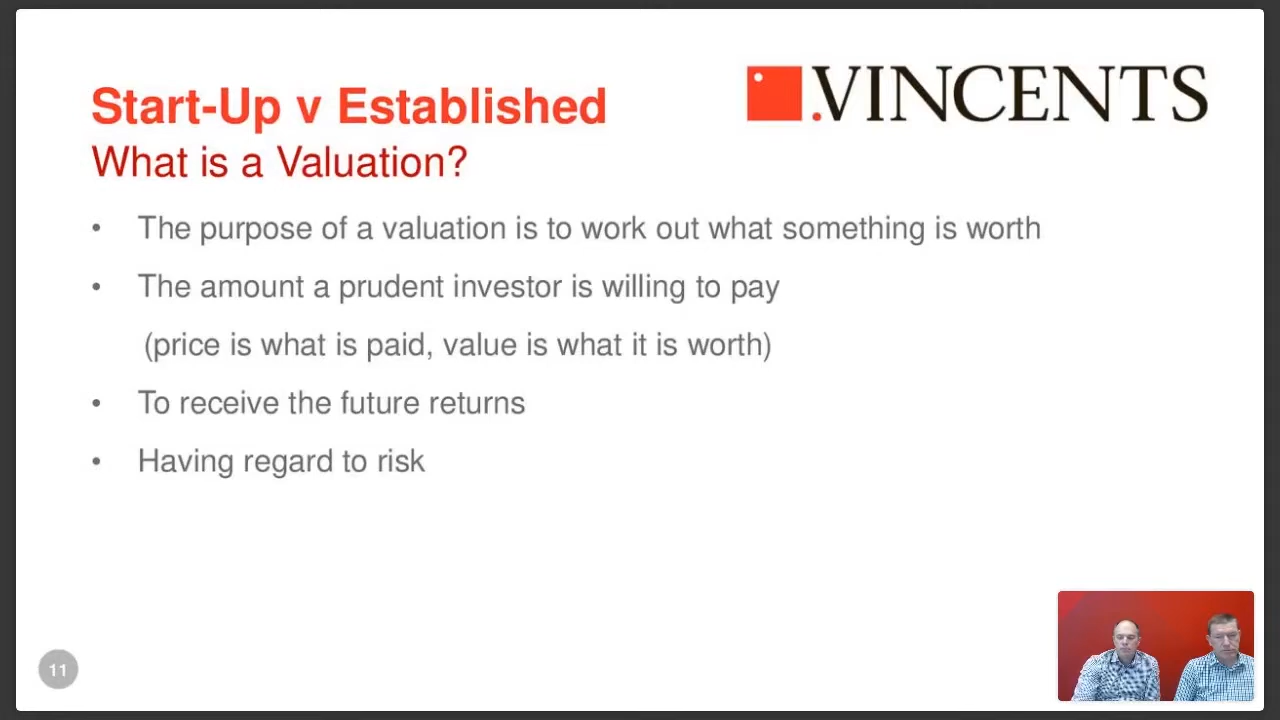 .VINCENTS
Start-Up v Established
What is a Valuation?
• The purpose of a valuation is to work out what something is worth
• The amount a prudent investor is willing to pay
(price is what is paid, value is what it is worth)
• To receive the future returns
• Having regard to risk
11